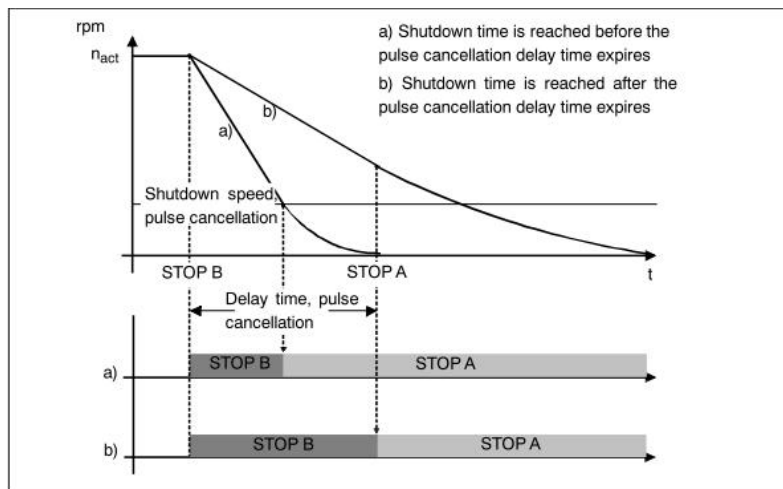 rpm
n_act
a) Shutdown time is reached before the
pulse cancellation delay time expires
b) Shutdown time is reached after the
pulse cancellation delay time expires
b)
a)
Shutdown speed,
pulse cancellation
STOP B
STOP A
t
Delay time, pulse
cancellation
a)
STOP B
STOP A
b)
STOP B
STOP A